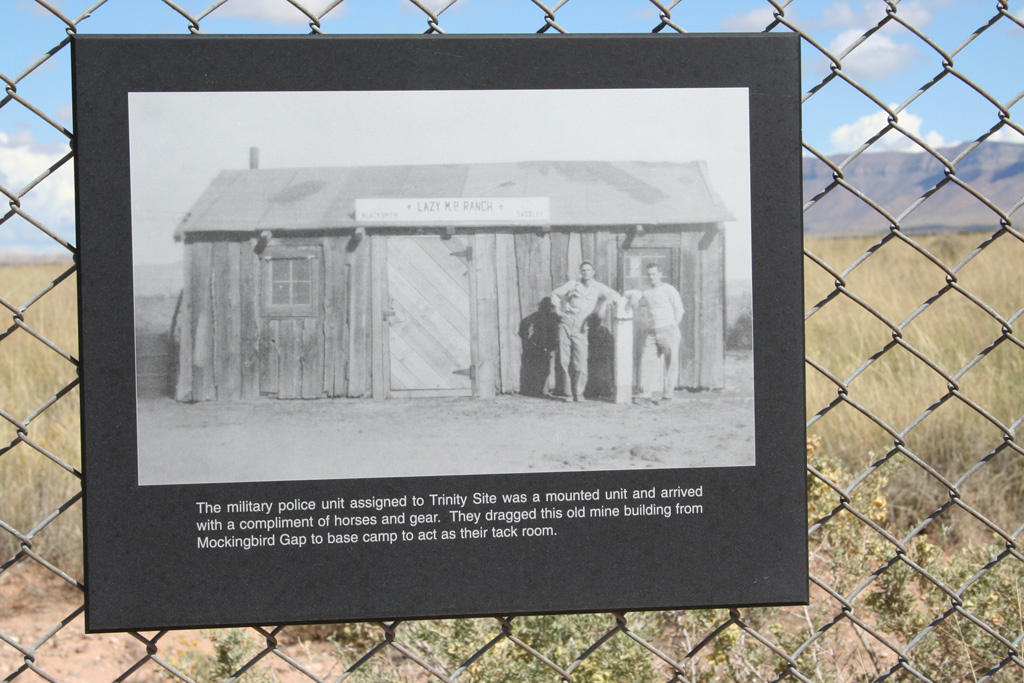 • LAZY M.P. RANCH •
BLACKSMITH SADDLES
The military police unit assigned to Trinity Site was a mounted unit and arrived
with a compliment of horses and gear. They dragged this old mine building from
Mockingbird Gap to base camp to act as their tack room.